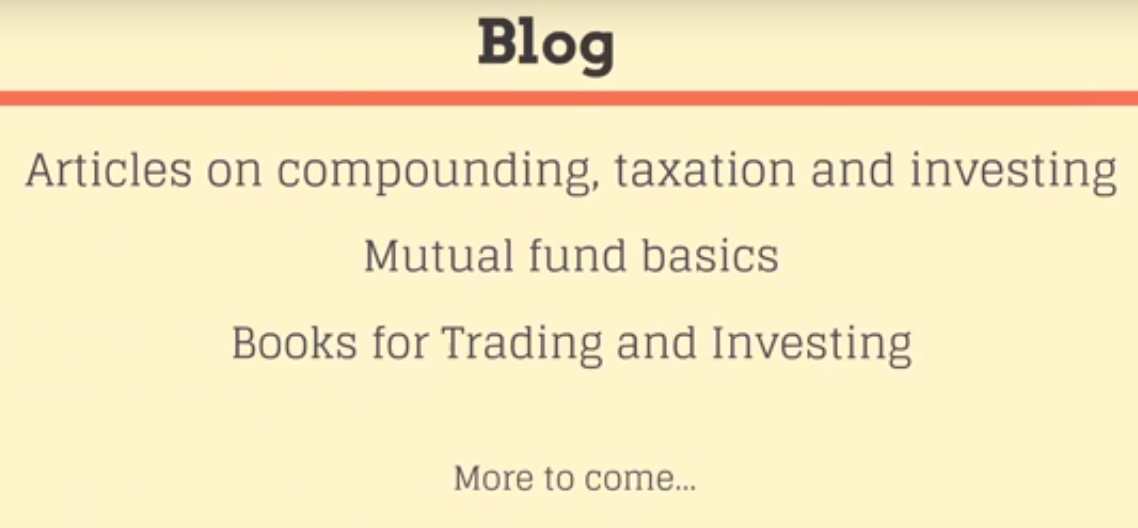 Blog
Articles on compounding, taxation and investing
Mutual fund basics
Books for Trading and Investing
More to come...